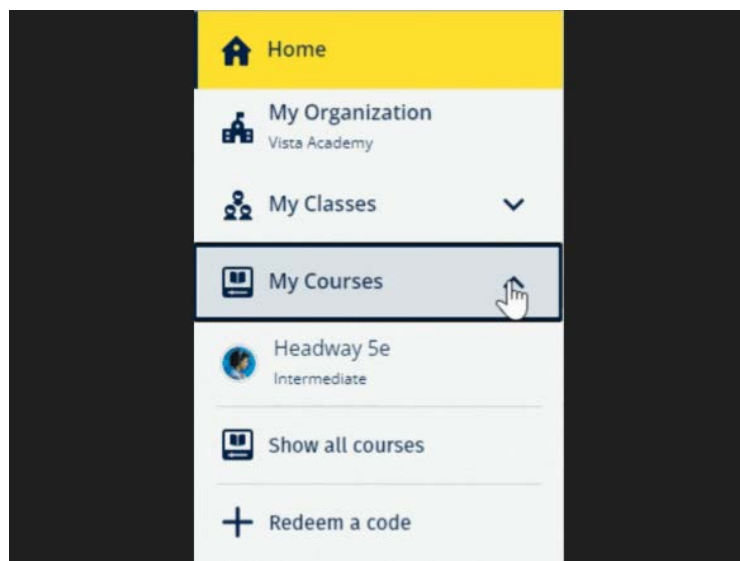 Home
My Organization
Vista Academy
My Classes
My Courses
Headway 5e
Intermediate
Show all courses
Redeem a code